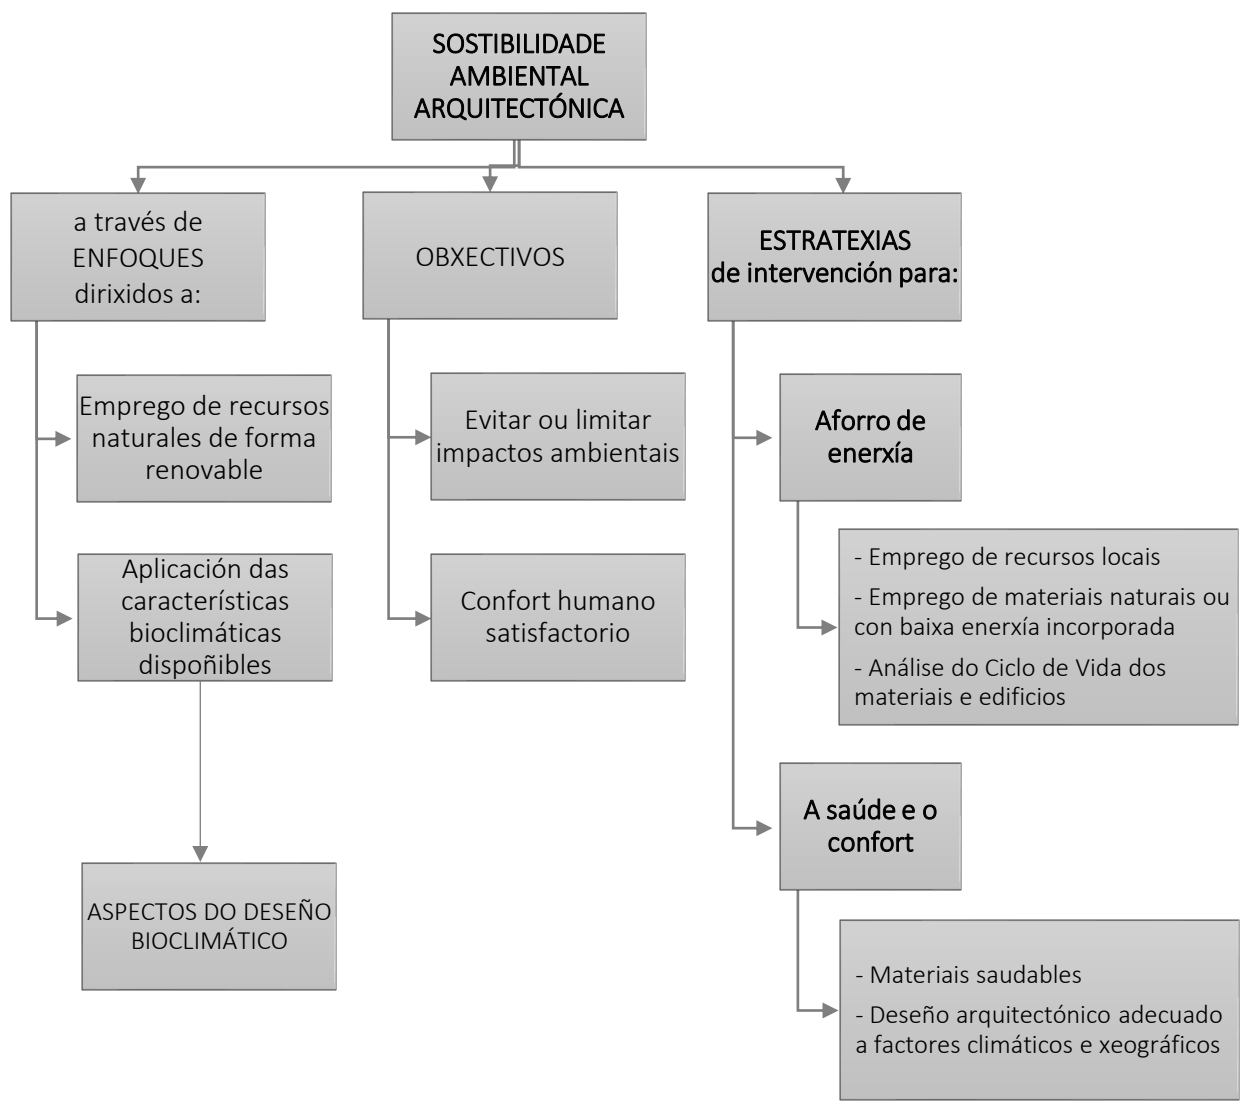 SOSTIBILIDADE
AMBIENTAL
ARQUITECTÓNICA
a través de
ENFOQUES
dirixidos a:
Emprego de recursos
naturales de forma
renovable
Aplicación das
características
bioclimáticas
dispoñibles
ASPECTOS DO DESEÑO
BIOCLIMÁTICO
OBXECTIVOS
Evitar ou limitar
impactos ambientais
Confort humano
satisfactorio
ESTRATEXIAS
de intervención para:
Aforro de
enerxía
- Emprego de recursos locais
- Emprego de materiais naturais ou
con baixa enerxía incorporada
- Análise do Ciclo de Vida dos
materiais e edificios
A saúde e o
confort
- Materiais saudables
- Deseño arquitectónico adecuado
a factores climáticos e xeográficos